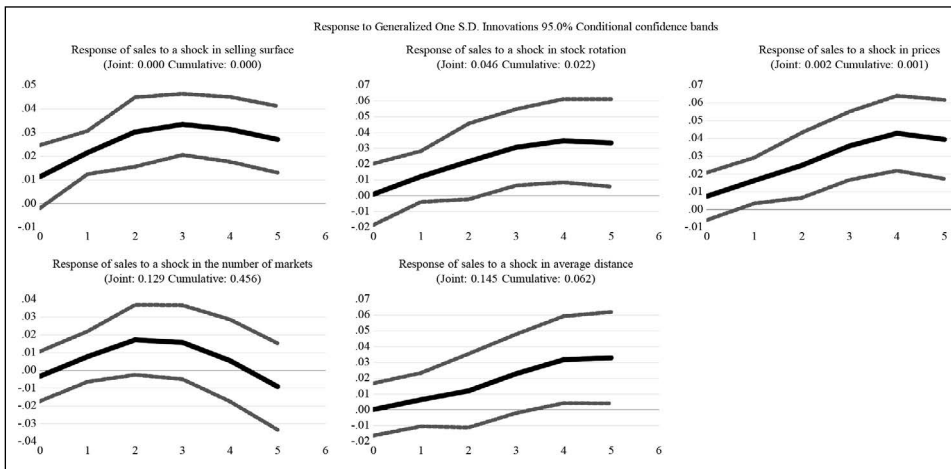 Response to Generalized One S.D. Innovations 95.0% Conditional confidence bands
Response of sales to a shock in selling surface
(Joint: 0.000 Cumulative: 0.000)
.05
.04
.03
.02
.01
.00
-.01
0 1 2 3 4 5 6
Response of sales to a shock in stock rotation
(Joint: 0.046 Cumulative: 0.022)
.07
.06
.05
.04
.03
.02
.01
.00
-.01
-.02
0 1 2 3 4 5 6
Response of sales to a shock in prices
(Joint: 0.002 Cumulative: 0.001)
.07
.06
.05
.04
.03
.02
.01
.00
-.01
0 1 2 3 4 5
Response of sales to a shock in the number of markets
(Joint: 0.129 Cumulative: 0.456)
.04
.03
.02
.01
.00
-.01
-.02
-.03
-.04
0 1 2 3 4 5 6
Response of sales to a shock in average distance
(Joint: 0.145 Cumulative: 0.062)
.07
.06
.05
.04
.03
.02
.01
.00
-.01
-.02
0 1 2 3 4 5 6